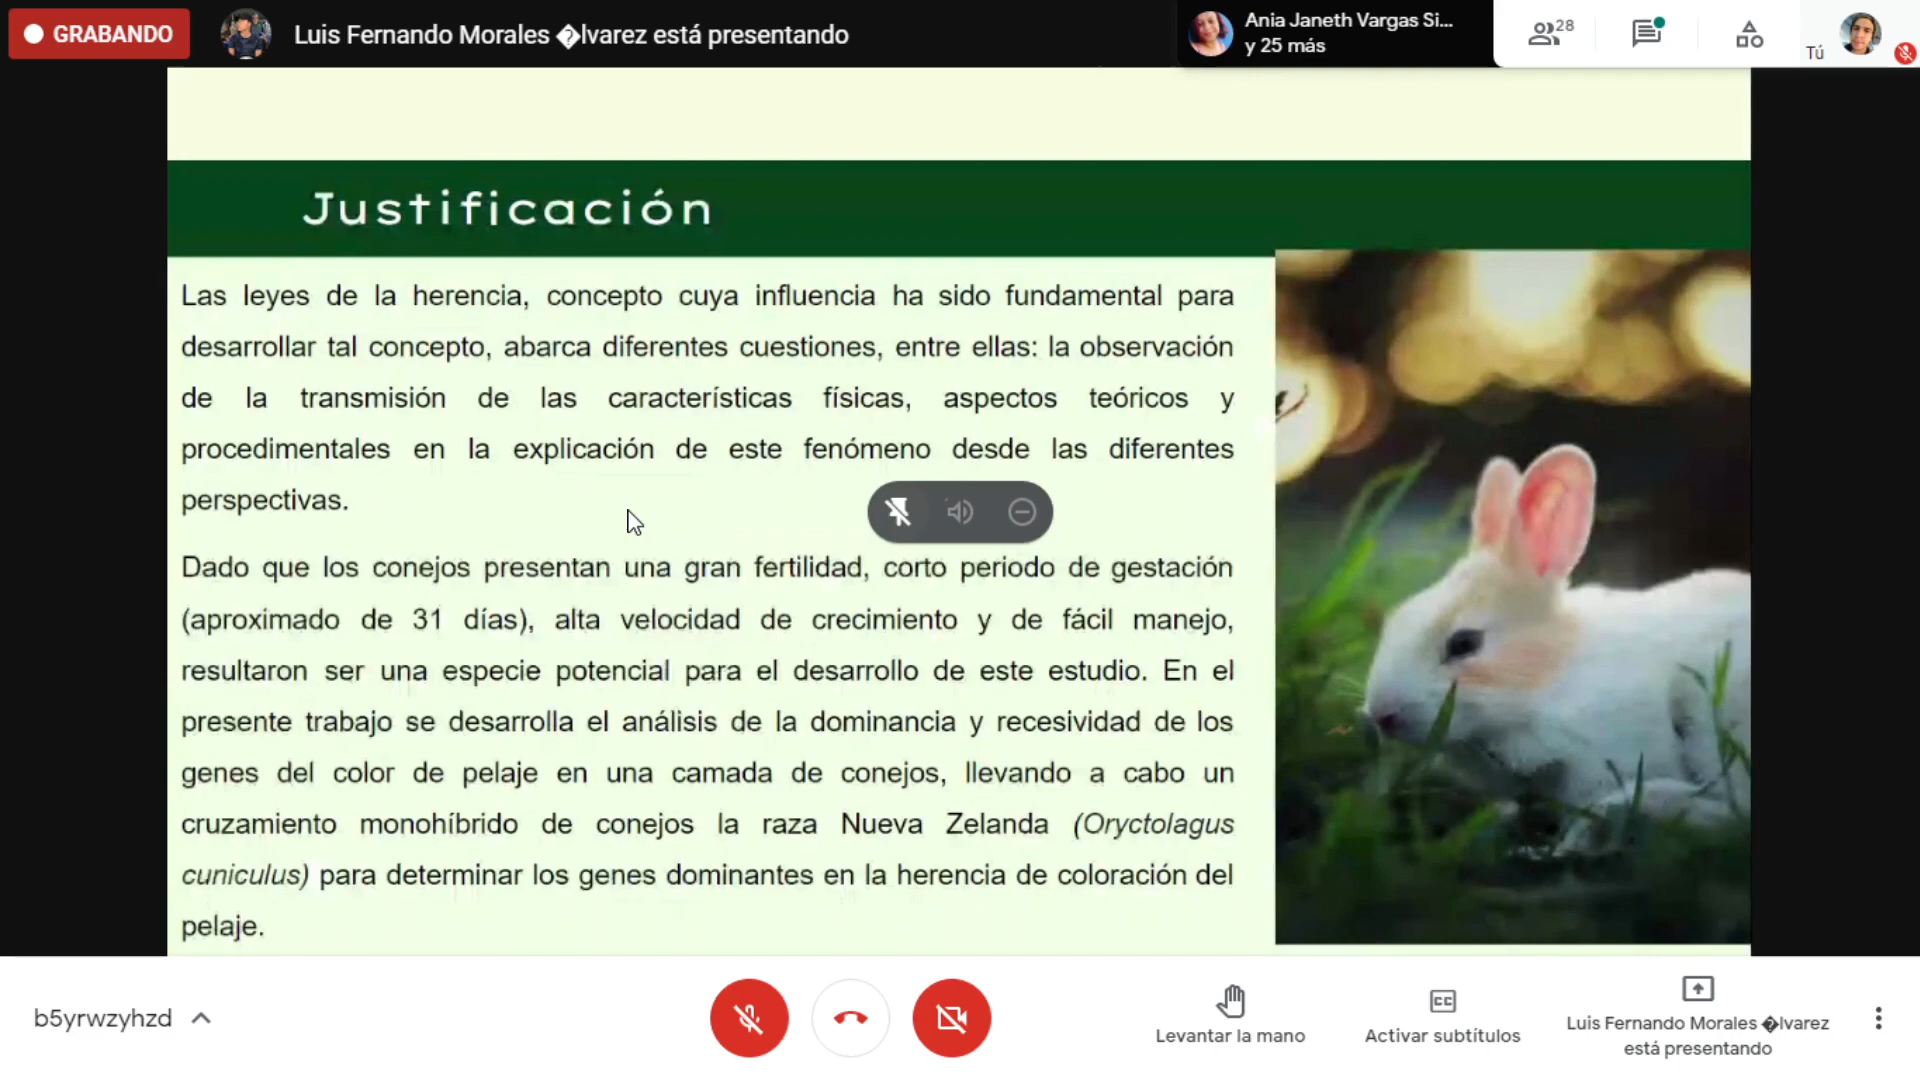 GRABANDO
Luis Fernando Morales �lvarez está presentando
Ania Janeth Vargas Si...
y 25 más
28
Tú
Justificación
Las leyes de la herencia, concepto cuya influencia ha sido fundamental para
desarrollar tal concepto, abarca diferentes cuestiones, entre ellas: la observación
de la transmisión de las características físicas, aspectos teóricos y
procedimentales en la explicación de este fenómeno desde las diferentes
perspectivas.
Dado que los conejos presentan una gran fertilidad, corto periodo de gestación
(aproximado de 31 días), alta velocidad de crecimiento y de fácil manejo,
resultaron ser una especie potencial para el desarrollo de este estudio. En el
presente trabajo se desarrolla el análisis de la dominancia y recesividad de los
genes del color de pelaje en una camada de conejos, llevando a cabo un
cruzamiento monohíbrido de conejos la raza Nueva Zelanda (Oryctolagus
cuniculus) para determinar los genes dominantes en la herencia de coloración del
pelaje.
b5yrwzyhzd
Levantar la mano
CC
Activar subtítulos
Luis Fernando Morales �lvarez
está presentando